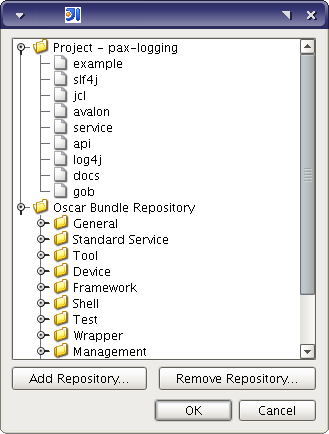 Project - pax-logging
example
slf4j
jcl
avalon
service
api
log4j
docs
gob
Oscar Bundle Repository
General
Standard Service
Tool
Device
Framework
Shell
Test
Wrapper
Management
Add Repository... Remove Repository...
OK Cancel